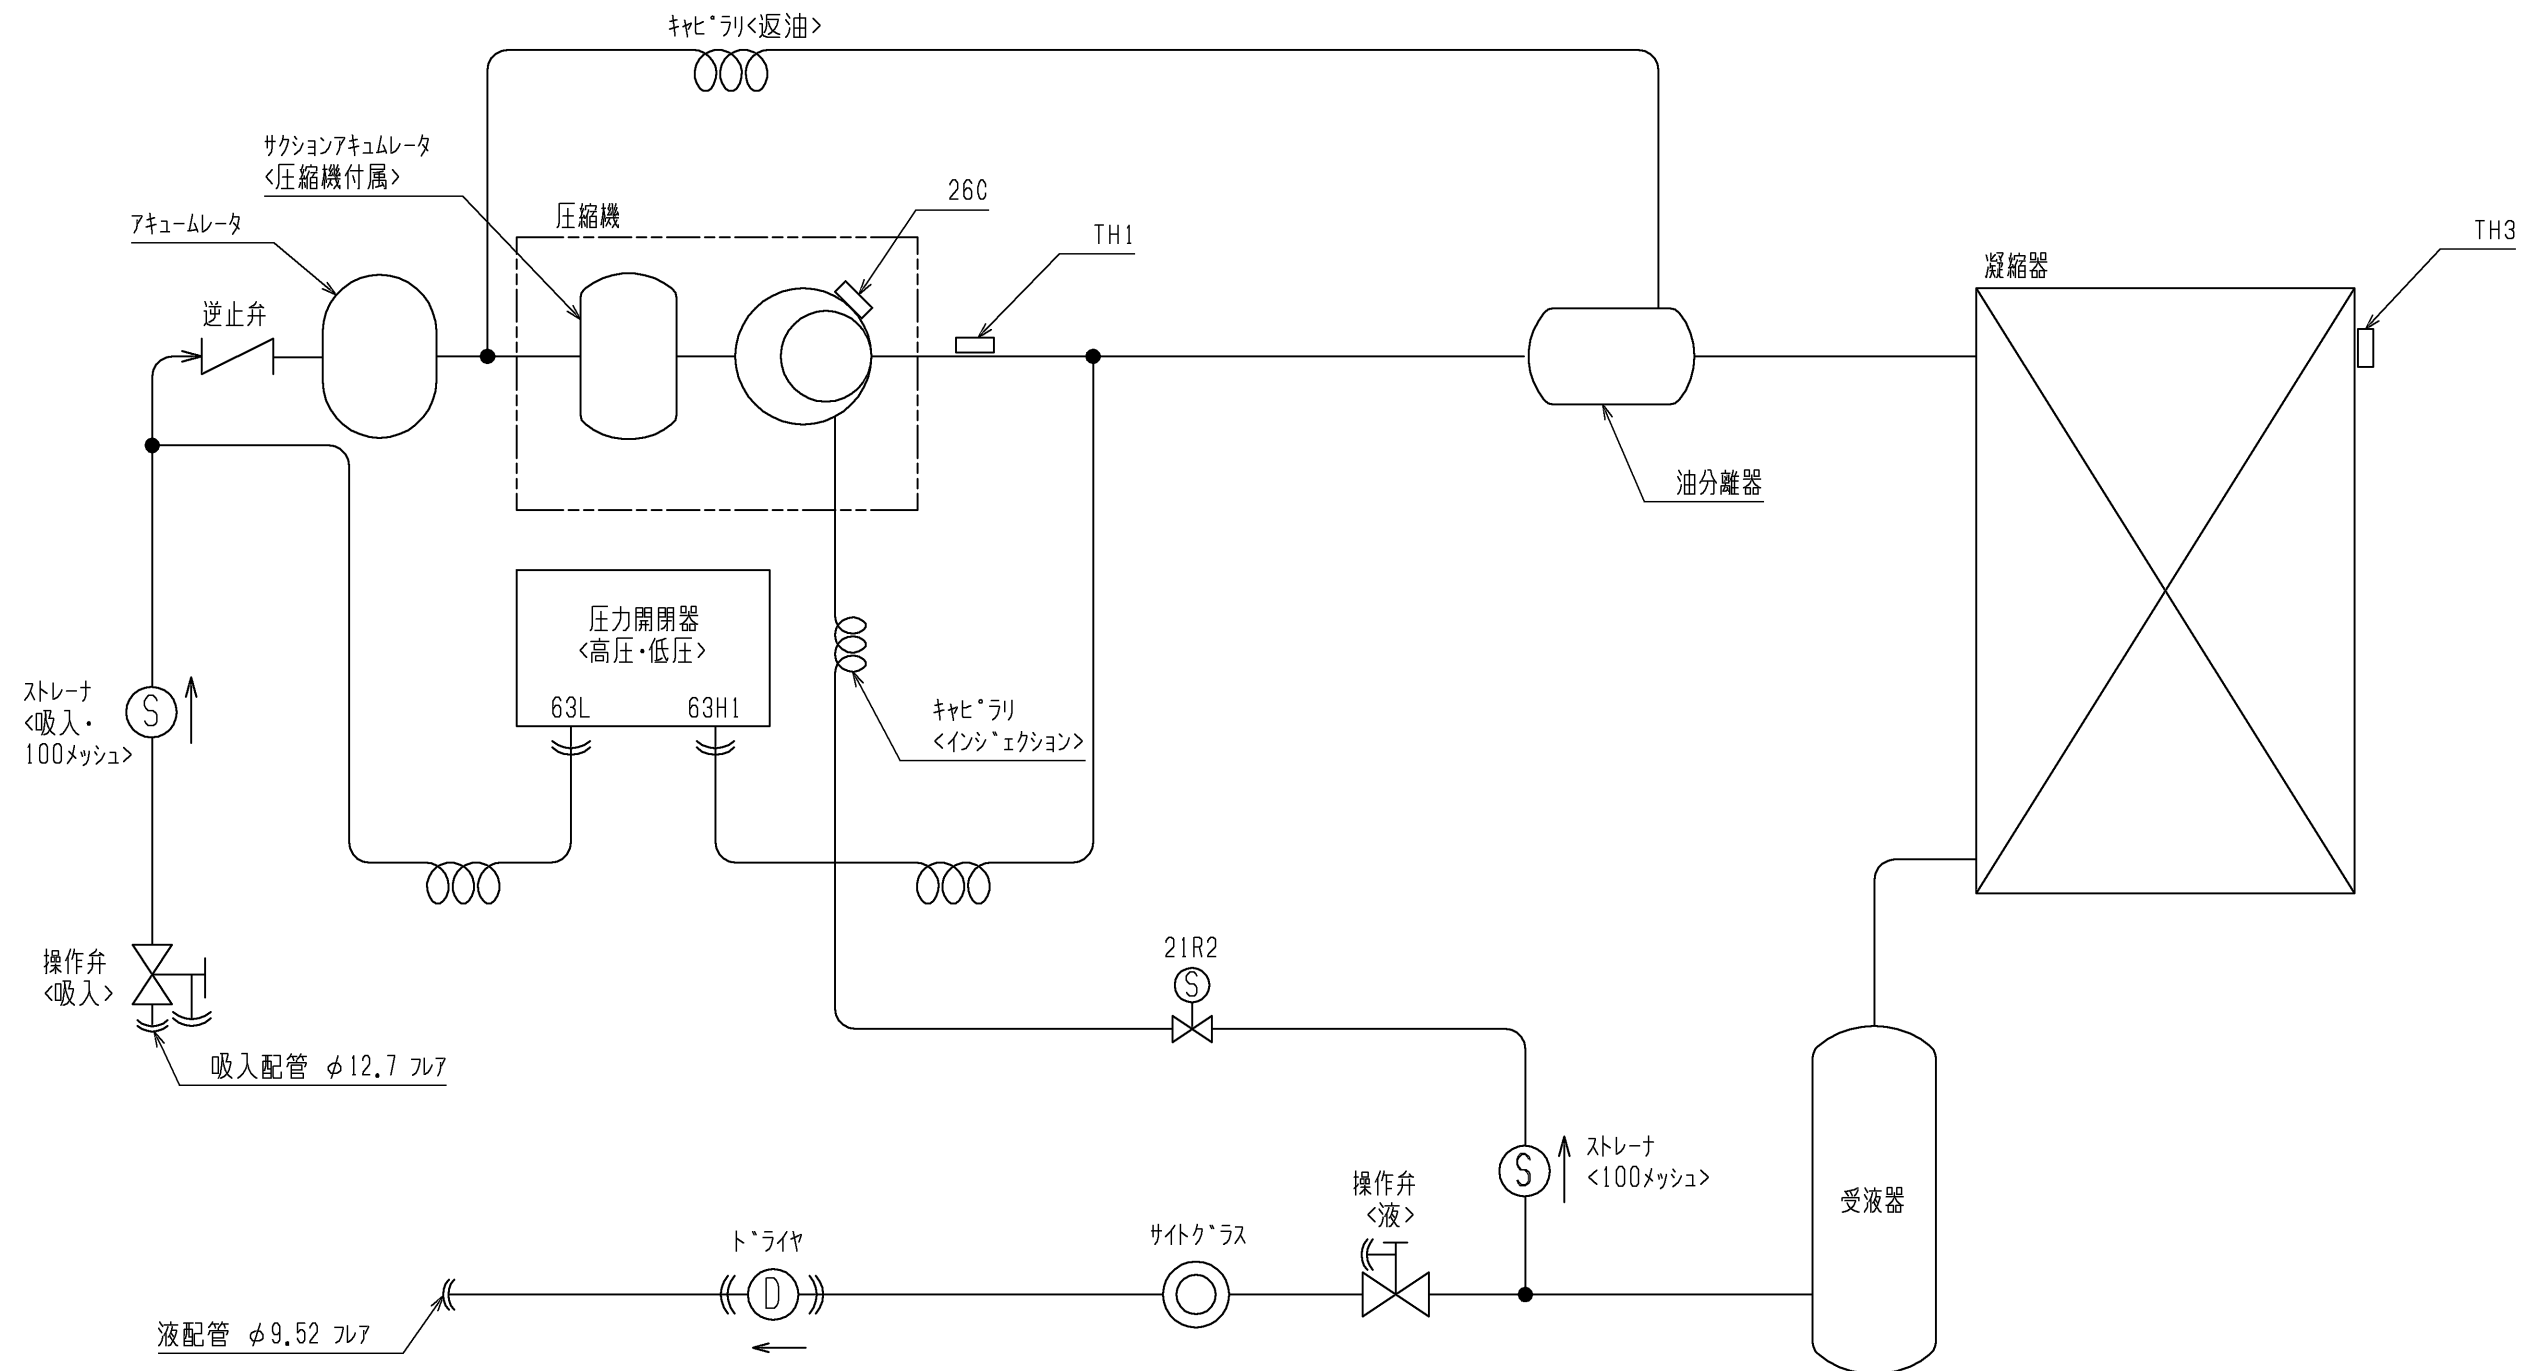 ｷｬﾋﾟﾗﾘ<返油>
ｻｸｼｮﾝｱｷｭﾑﾚｰﾀ
<圧縮機付属>
26C
圧縮機
ｱｷｭｰﾑﾚｰﾀ
TH1
TH3
凝縮器
逆止弁
油分離器
圧力開閉器
<高圧・低圧>
63L
63H1
ｽﾄﾚｰﾅ
<吸入・
100ﾒｯｼｭ>
S
ｷｬﾋﾟﾗﾘ
<ｲﾝｼﾞｪｸｼｮﾝ>
操作弁
<吸入>
21R2
S
吸入配管 φ12.7 ﾌﾚｱ
S
ｽﾄﾚｰﾅ
<100ﾒｯｼｭ>
操作弁
<液>
受液器
ﾄﾞﾗｲﾔ
D
ｻｲﾄｸﾞﾗｽ
液配管 φ9.52 ﾌﾚｱ